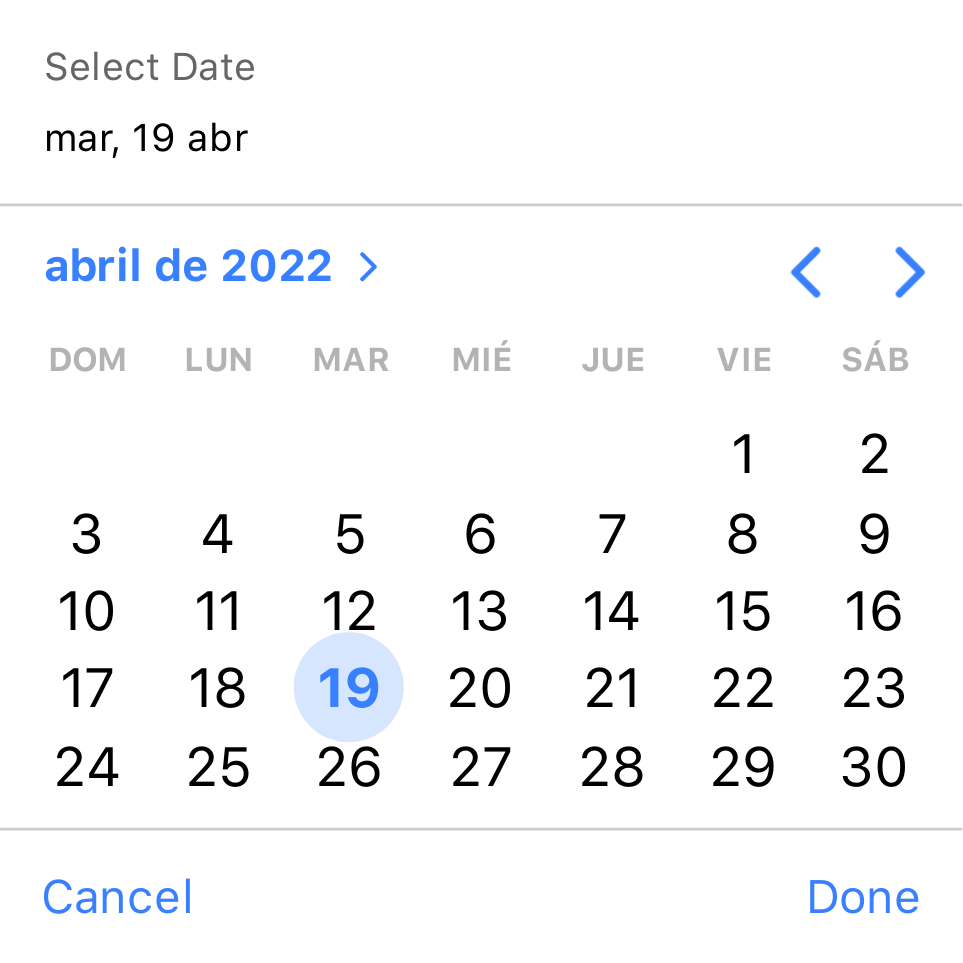 Select Date
mar, 19 abr
abril de 2022
DOM LUN MAR MIÉ JUE VIE SÁB
1 2
3 4 5 6 7 8 9
10 11 12 13 14 15 16
17 18 19 20 21 22 23
24 25 26 27 28 29 30
Cancel Done